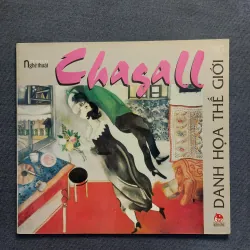 Nghệ thuật
Chagall
DANH HỌA THẾ GIỚI